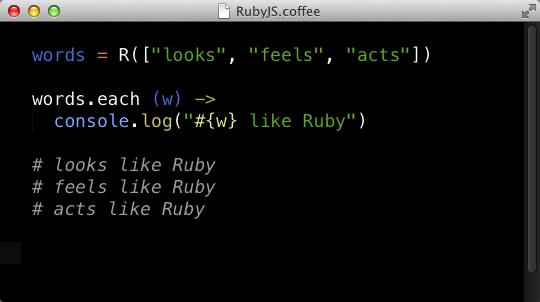 RubyJS.coffee
words = R(["looks", "feels", "acts"])
words.each (w) ->
console.log("#{w} like Ruby")
# looks like Ruby
# feels like Ruby
# acts like Ruby